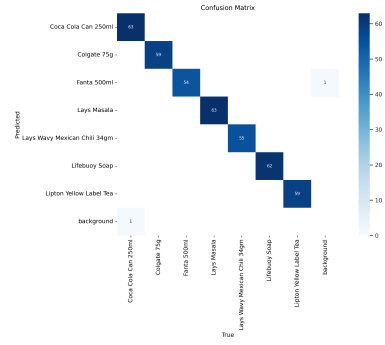 Confusion Matrix
Coca Cola Can 250ml
63
60
Colgate 75g
59
50
Fanta 500ml
54
1
Lays Masala
63
40
Predicted
Lays Wavy Mexican Chili 34gm
55
30
Lifebuoy Soap
62
20
Lipton Yellow Label Tea
59
10
background
1
0
Coca Cola Can 250ml
Colgate 75g
Fanta 500ml
Lays Masala
Lays Wavy Mexican Chili 34gm
Lifebuoy Soap
Lipton Yellow Label Tea
background
True